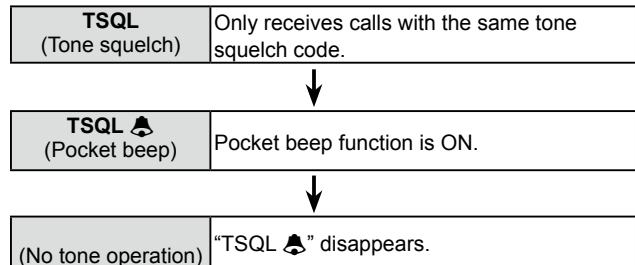 TSQL
(Tone squelch)
Only receives calls with the same tone
squelch code.
TSQL 🔔
(Pocket beep)
Pocket beep function is ON.
(No tone operation)
“TSQL 🔔” disappears.